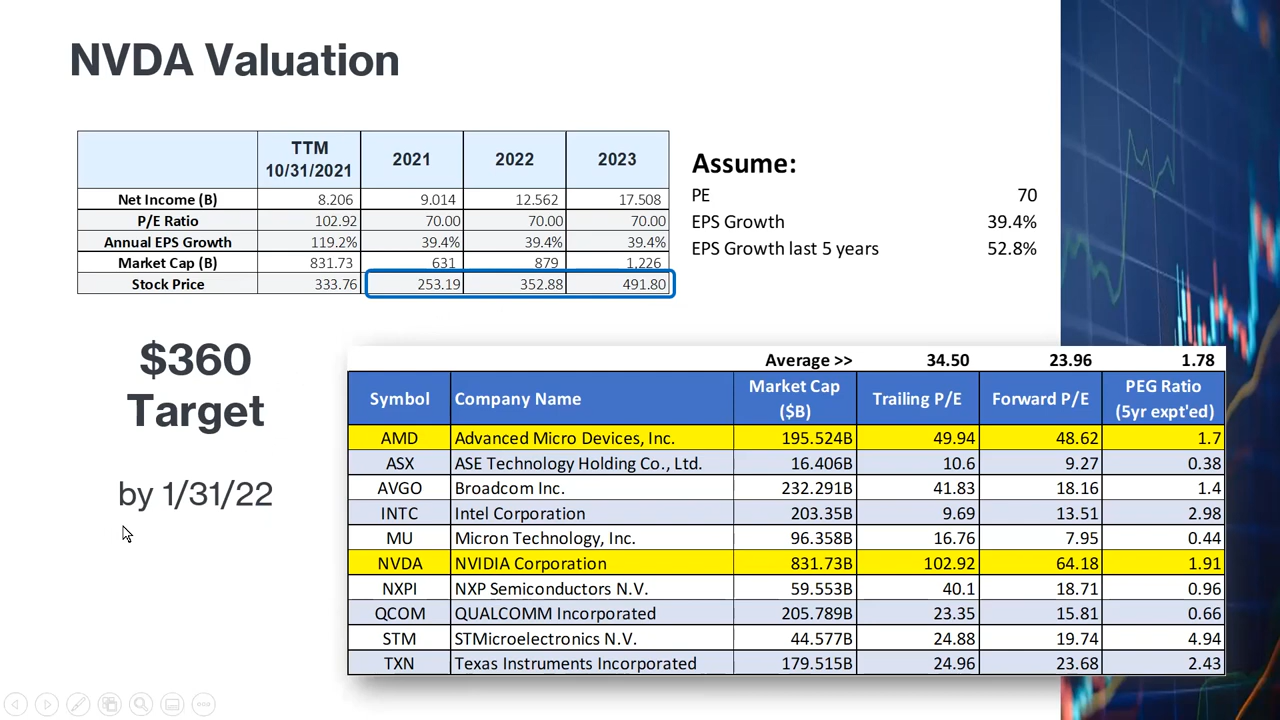 NVDA Valuation
TTM 10/31/2021 2021 2022 2023
Net Income (B) 8.206 9.014 12.562 17.508
P/E Ratio 102.92 70.00 70.00 70.00
Annual EPS Growth 119.2% 39.4% 39.4% 39.4%
Market Cap (B) 831.73 631 879 1,226
Stock Price 333.76 253.19 352.88 491.80
Assume:
PE 70
EPS Growth 39.4%
EPS Growth last 5 years 52.8%
$360
Target
by 1/31/22
Average >> 34.50 23.96 1.78
Symbol Company Name Market Cap ($B) Trailing P/E Forward P/E PEG Ratio (5yr expt'ed)
AMD Advanced Micro Devices, Inc. 195.524B 49.94 48.62 1.7
ASX ASE Technology Holding Co., Ltd. 16.406B 10.6 9.27 0.38
AVGO Broadcom Inc. 232.291B 41.83 18.16 1.4
INTC Intel Corporation 203.35B 9.69 13.51 2.98
MU Micron Technology, Inc. 96.358B 16.76 7.95 0.44
NVDA NVIDIA Corporation 831.73B 102.92 64.18 1.91
NXPI NXP Semiconductors N.V. 59.553B 40.1 18.71 0.96
QCOM QUALCOMM Incorporated 205.789B 23.35 15.81 0.66
STM STMicroelectronics N.V. 44.577B 24.88 19.74 4.94
TXN Texas Instruments Incorporated 179.515B 24.96 23.68 2.43